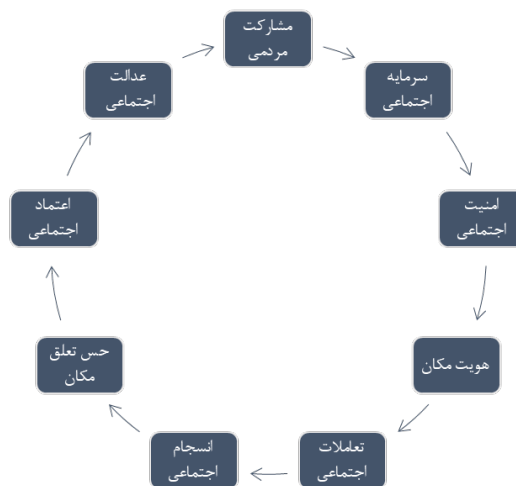 مشارکت
مردمی
سرمایه
اجتماعی
امنیت
اجتماعی
هویت مکان
تعاملات
اجتماعی
انسجام
اجتماعی
حس تعلق
مکان
اعتماد
اجتماعی
عدالت
اجتماعی